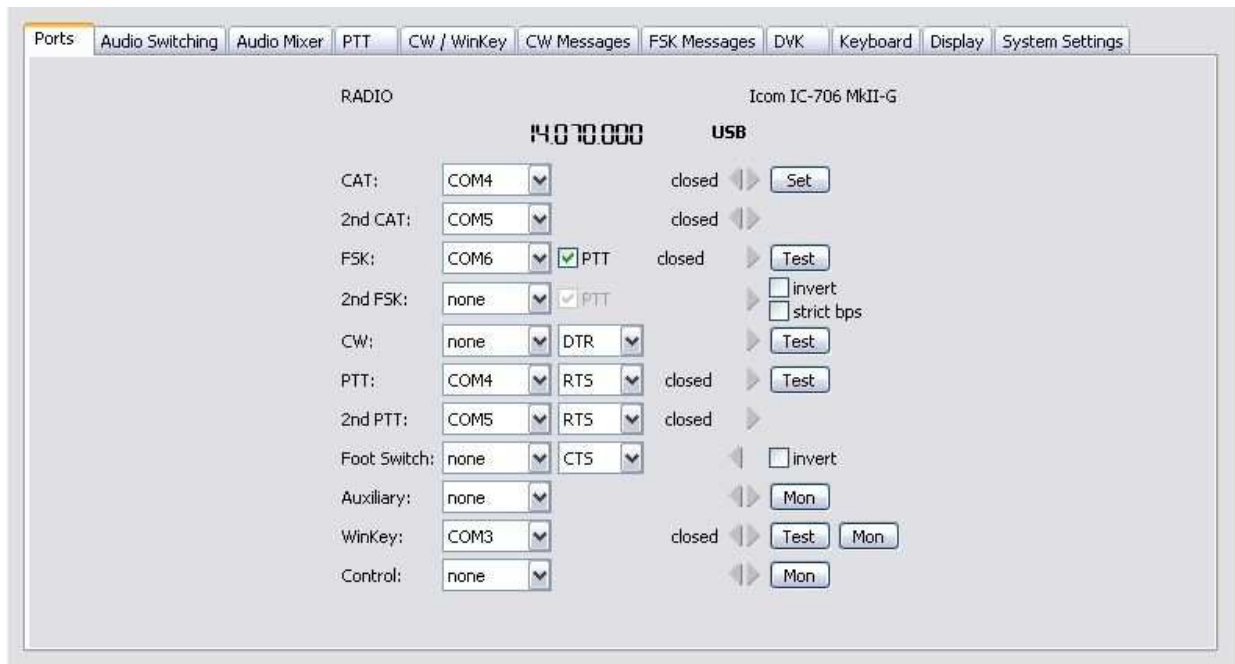 Ports Audio Switching Audio Mixer PTT CW / WinKey CW Messages FSK Messages DVK Keyboard Display System Settings
RADIO Icom IC-706 MkII-G
14.070.000 USB
CAT: COM4 closed Set
2nd CAT: COM5 closed
FSK: COM6 PTT closed Test
2nd FSK: none PTT invert
strict bps
CW: none DTR Test
PTT: COM4 RTS closed Test
2nd PTT: COM5 RTS closed
Foot Switch: none CTS invert
Auxiliary: none Mon
WinKey: COM3 closed Test Mon
Control: none Mon